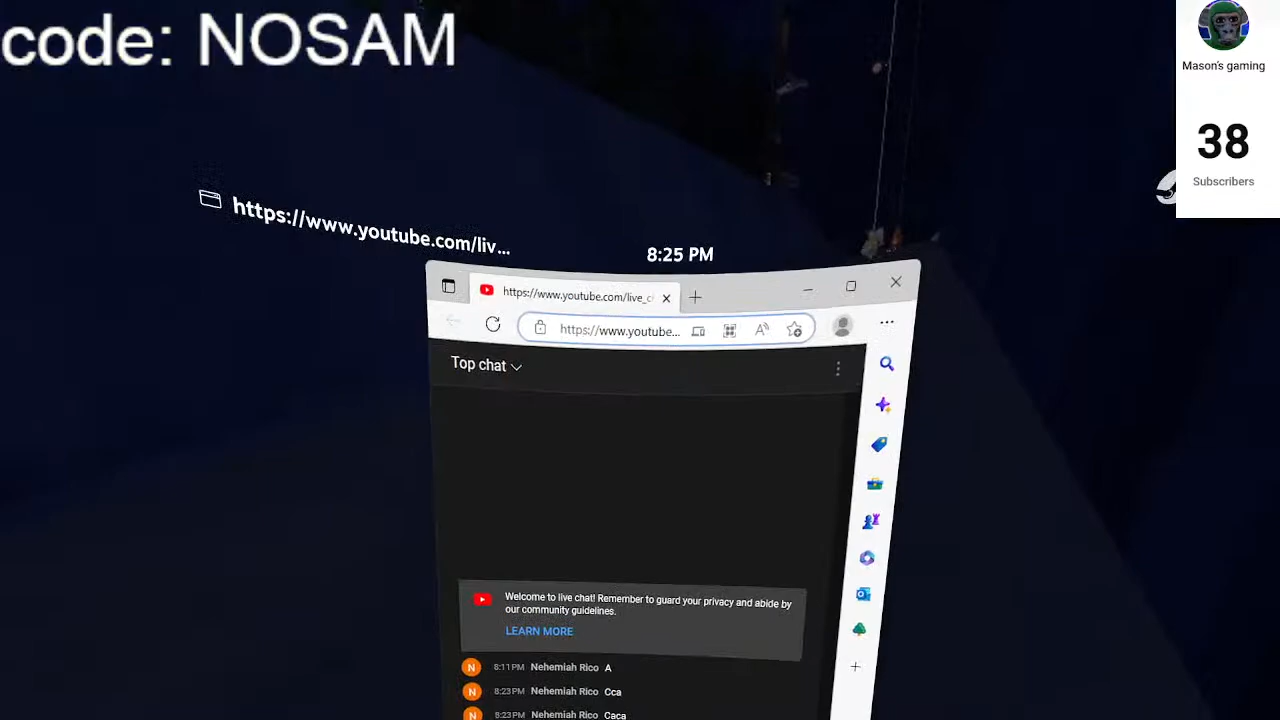 code: NOSAM
Mason's gaming
38
Subscribers
https://www.youtube.com/liv...
8:25 PM
https://www.youtube.com/live_c
https://www.youtube...
Top chat
Welcome to live chat! Remember to guard your privacy and abide by
our community guidelines.
LEARN MORE
N 8:11 PM Nehemiah Rico A
N 8:23 PM Nehemiah Rico Cca
N 8:23 PM Nehemiah Rico Caca